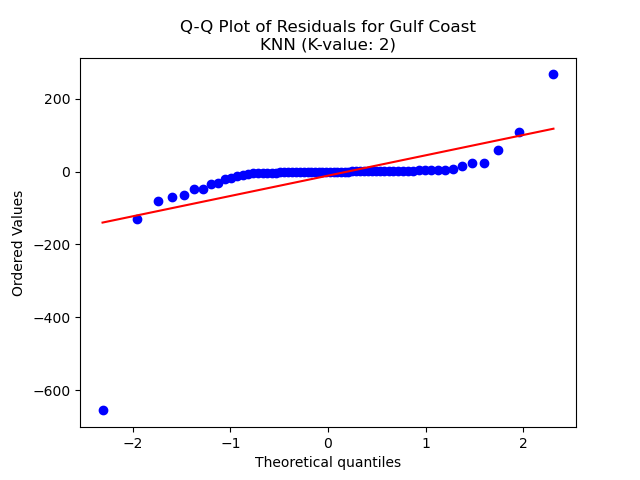 Q-Q Plot of Residuals for Gulf Coast
KNN (K-value: 2)
200
0
−200
−400
−600
Ordered Values
−2
−1
0
1
2
Theoretical quantiles